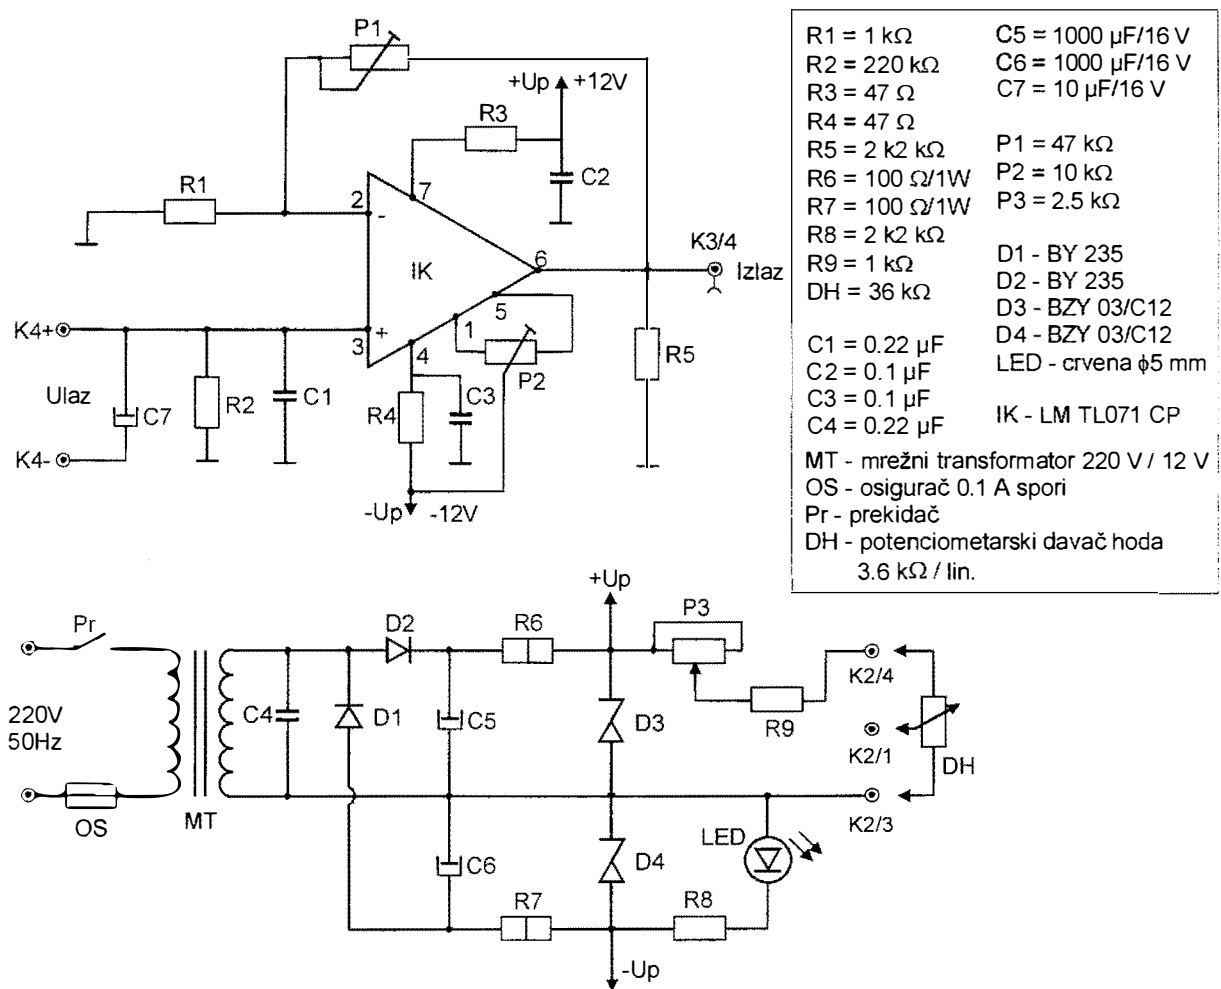 P1
+Up
+12V
R3
C2
R1
2
-
7
IK
6
K3/4
Izlaz
5
1
K4+
+
3
4
P2
R5
Ulaz
C7
R2
C1
R4
C3
K4-
-Up
-12V
R1 = 1 kΩ
R2 = 220 kΩ
R3 = 47 Ω
R4 = 47 Ω
R5 = 2 k2 kΩ
R6 = 100 Ω/1W
R7 = 100 Ω/1W
R8 = 2 k2 kΩ
R9 = 1 kΩ
DH = 36 kΩ
C1 = 0.22 µF
C2 = 0.1 µF
C3 = 0.1 µF
C4 = 0.22 µF
C5 = 1000 µF/16 V
C6 = 1000 µF/16 V
C7 = 10 µF/16 V
P1 = 47 kΩ
P2 = 10 kΩ
P3 = 2.5 kΩ
D1 - BY 235
D2 - BY 235
D3 - BZY 03/C12
D4 - BZY 03/C12
LED - crvena ϕ5 mm
IK - LM TL071 CP
MT - mrežni transformator 220 V / 12 V
OS - osigurač 0.1 A spori
Pr - prekidač
DH - potenciometarski davač hoda
3.6 kΩ / lin.
+Up
Pr
D2
R6
P3
K2/4
220V
50Hz
C4
D1
C5
D3
R9
K2/1
DH
OS
MT
K2/3
LED
C6
D4
R7
R8
-Up